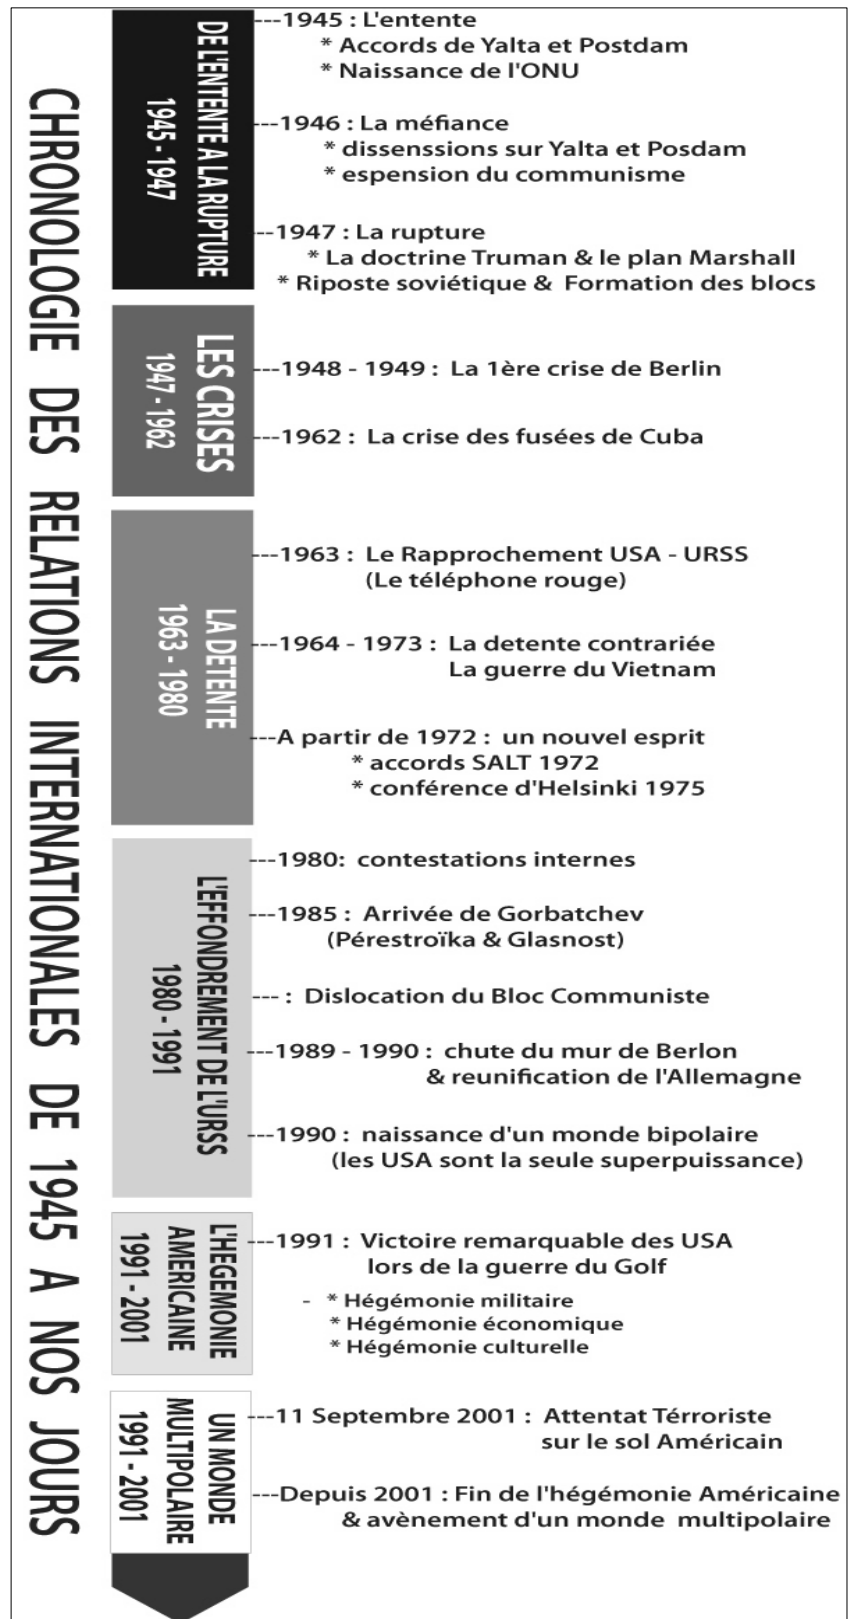 CHRONOLOGIE DES RELATIONS INTERNATIONALES DE 1945 A NOS JOURS
DE L'ENTENTE A LA RUPTURE
1945 - 1947
---1945 : L'entente
* Accords de Yalta et Postdam
* Naissance de l'ONU
---1946 : La méfiance
* dissenssions sur Yalta et Posdam
* espension du communisme
---1947 : La rupture
* La doctrine Truman & le plan Marshall
* Riposte soviétique & Formation des blocs
LES CRISES
1947 - 1962
---1948 - 1949 : La 1ère crise de Berlin
---1962 : La crise des fusées de Cuba
LA DETENTE
1963 - 1980
---1963 : Le Rapprochement USA - URSS
(Le téléphone rouge)
---1964 - 1973 : La detente contrariée
La guerre du Vietnam
---A partir de 1972 : un nouvel esprit
* accords SALT 1972
* conférence d'Helsinki 1975
L'EFFONDREMENT DE L'URSS
1980 - 1991
---1980: contestations internes
---1985 : Arrivée de Gorbatchev
(Pérestroïka & Glasnost)
--- : Dislocation du Bloc Communiste
---1989 - 1990 : chute du mur de Berlon
& reunification de l'Allemagne
---1990 : naissance d'un monde bipolaire
(les USA sont la seule superpuissance)
L'HEGEMONIE
AMERICAINE
1991 - 2001
---1991 : Victoire remarquable des USA
lors de la guerre du Golf
- * Hégémonie militaire
* Hégémonie économique
* Hégémonie culturelle
UN MONDE
MULTIPOLAIRE
1991 - 2001
---11 Septembre 2001 : Attentat Térroriste
sur le sol Américain
---Depuis 2001 : Fin de l'hégémonie Américaine
& avènement d'un monde multipolaire